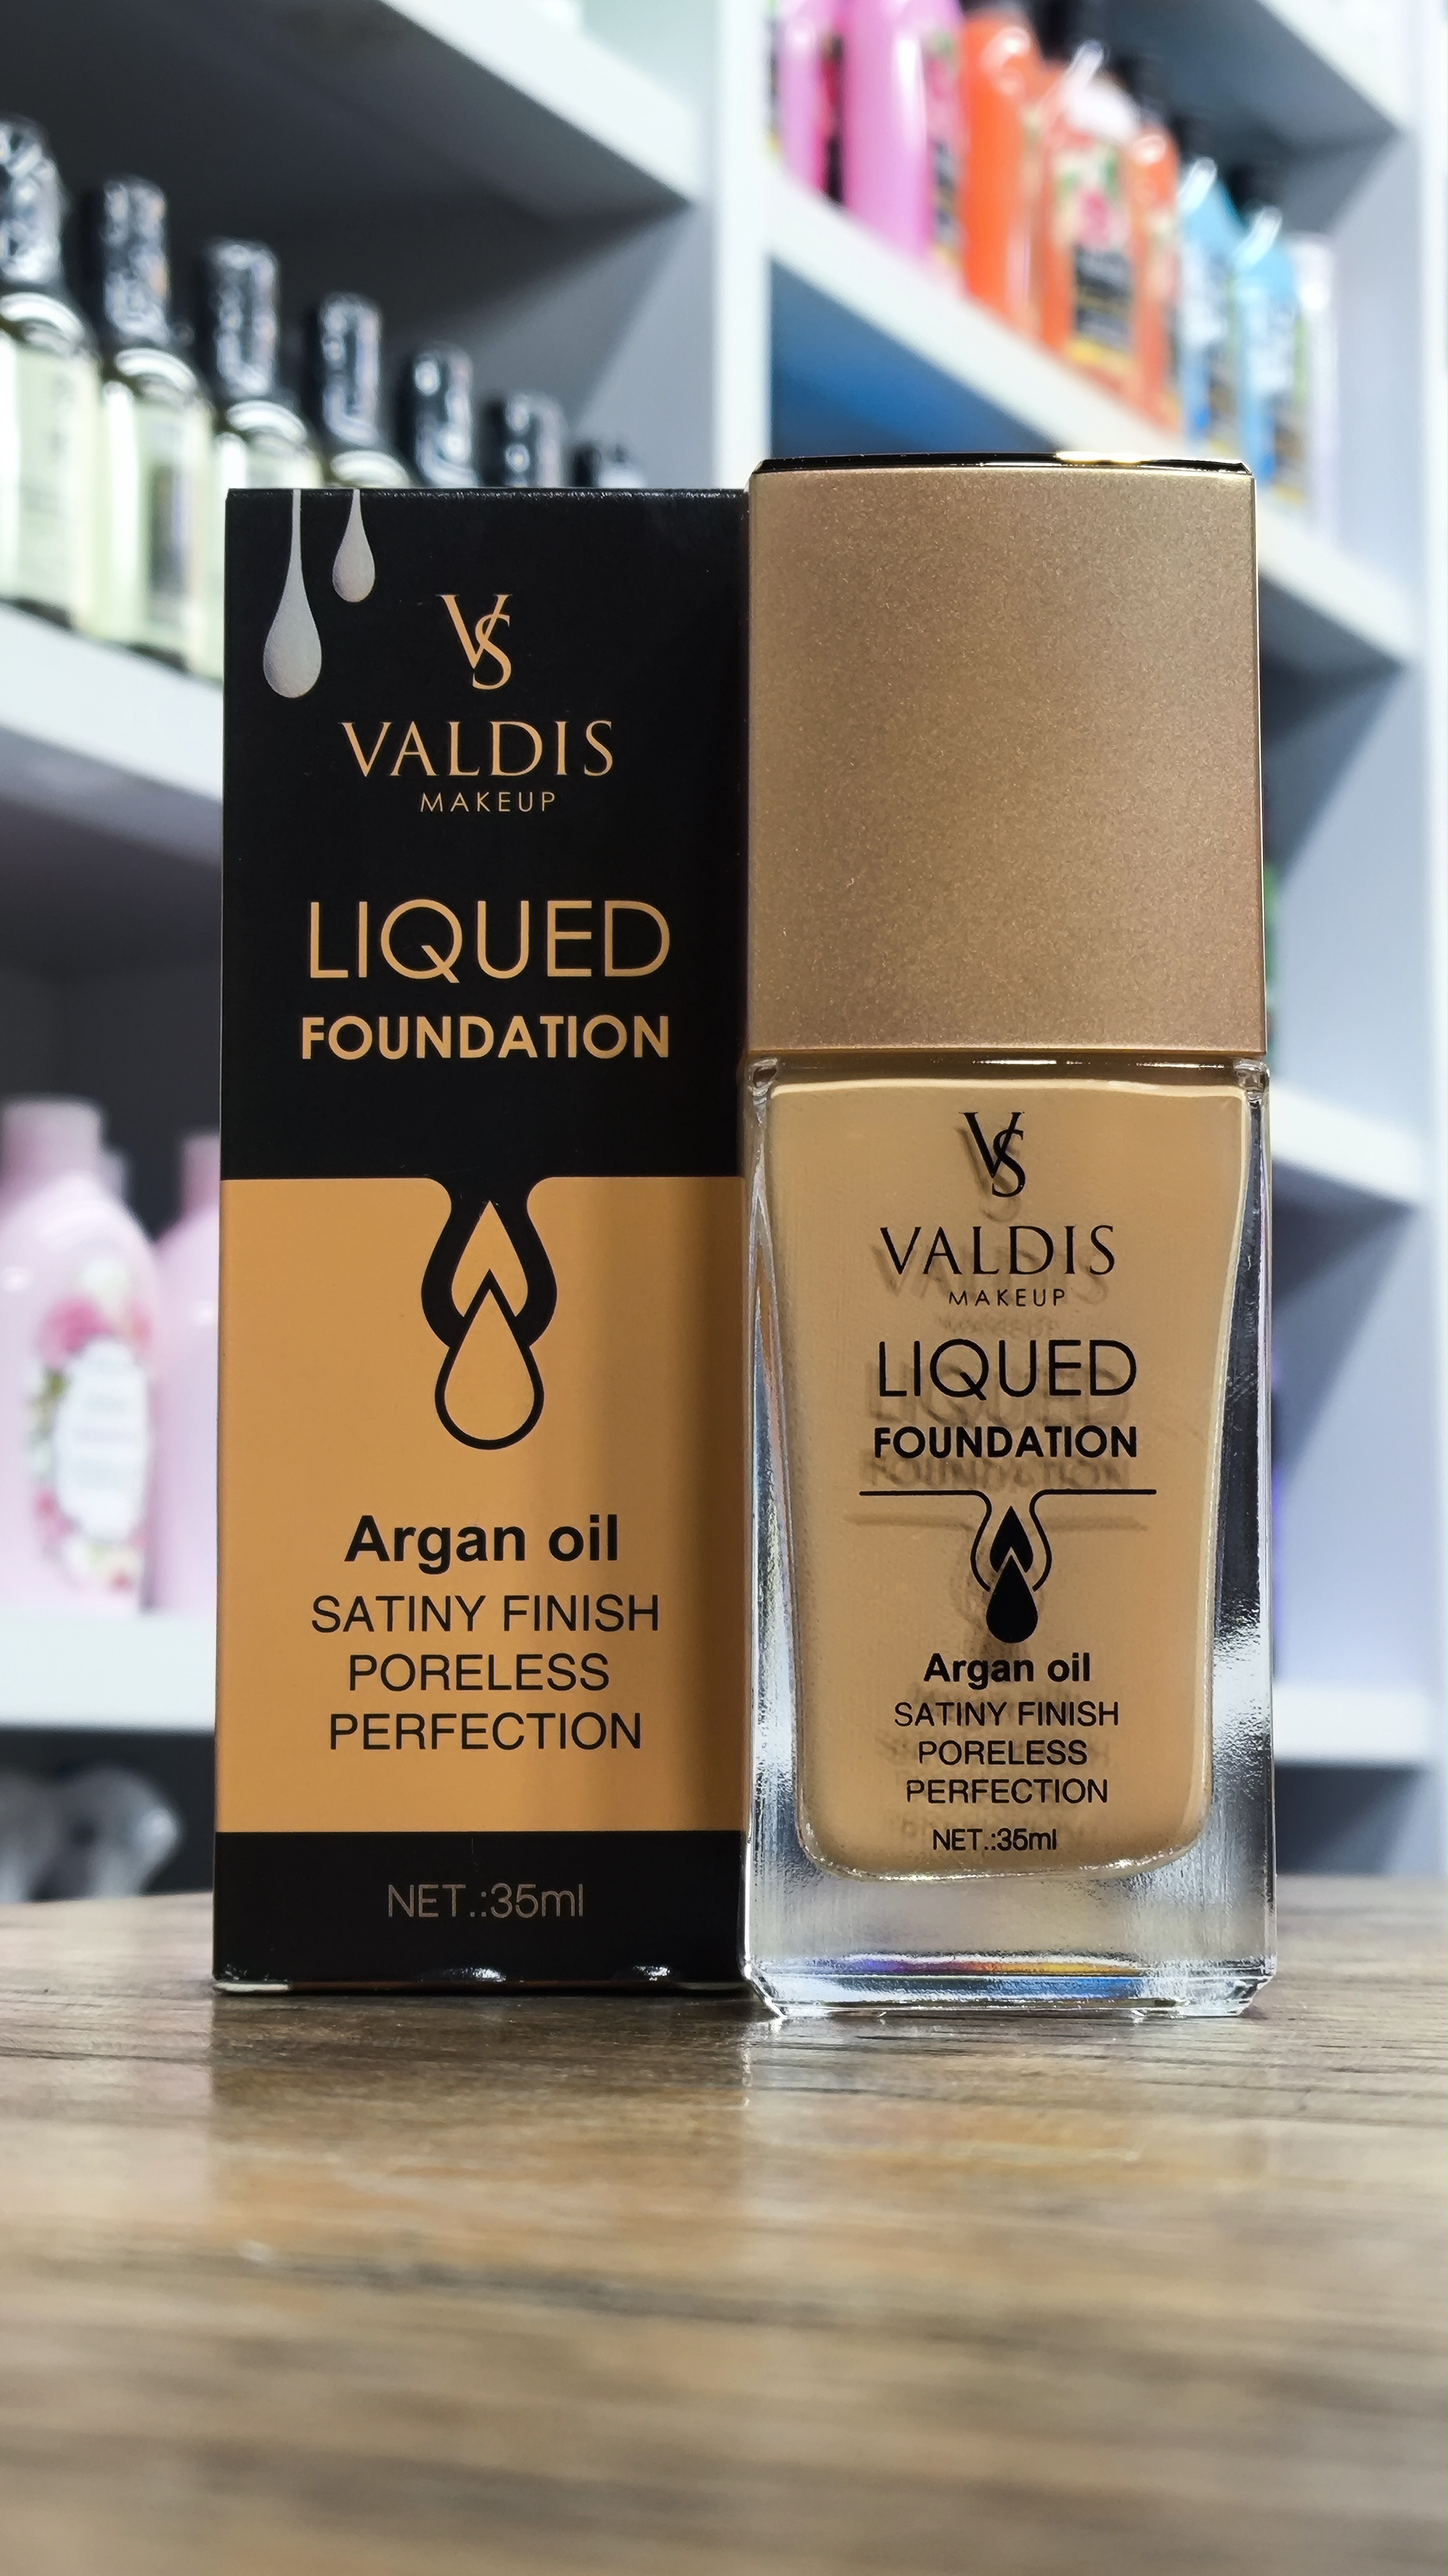 VS
VALDIS
MAKEUP
LIQUED
FOUNDATION
Argan oil
SATINY FINISH
PORELESS
PERFECTION
NET.:35ml
VS
VALDIS
MAKEUP
LIQUED
FOUNDATION
Argan oil
SATINY FINISH
PORELESS
PERFECTION
NET.:35ml